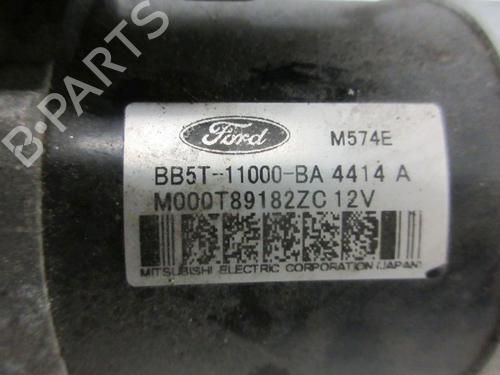 B-PARTS
Ford M574E
BB5T-11000-BA 4414 A
M000T89182ZC 12V
MITSUBISHI ELECTRIC CORPORATION (JAPAN)